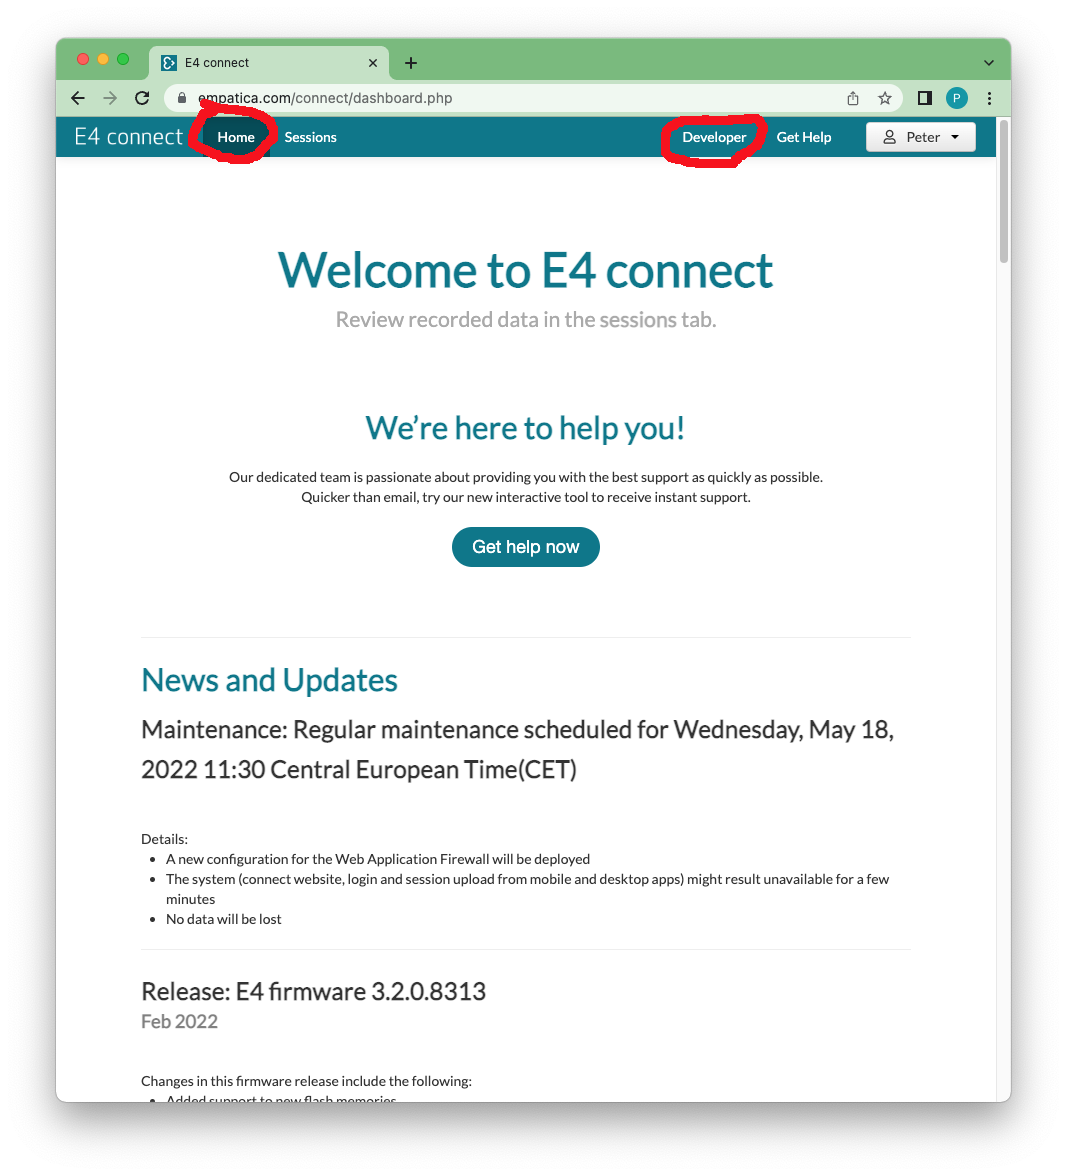 E4 connect
empatica.com/connect/dashboard.php
P
E4 connect Home Sessions Developer Get Help Peter
Welcome to E4 connect
Review recorded data in the sessions tab.
We're here to help you!
Our dedicated team is passionate about providing you with the best support as quickly as possible.
Quicker than email, try our new interactive tool to receive instant support.
Get help now
News and Updates
Maintenance: Regular maintenance scheduled for Wednesday, May 18,
2022 11:30 Central European Time(CET)
Details:
• A new configuration for the Web Application Firewall will be deployed
• The system (connect website, login and session upload from mobile and desktop apps) might result unavailable for a few
minutes
• No data will be lost
Release: E4 firmware 3.2.0.8313
Feb 2022
Changes in this firmware release include the following:
• Added support to new flash memories